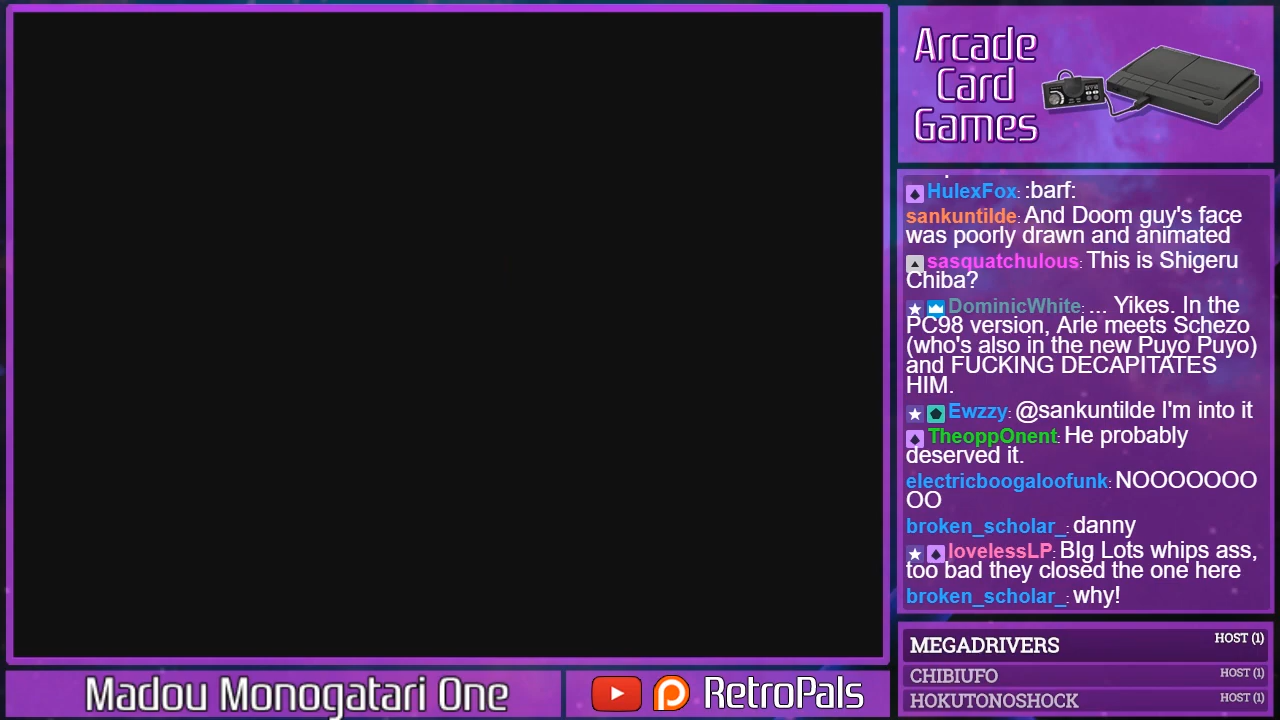 Arcade
Card
Games
HulexFox: :barf:
sankuntilde: And Doom guy's face
was poorly drawn and animated
sasquatchulous: This is Shigeru
Chiba?
DominicWhite: ... Yikes. In the
PC98 version, Arle meets Schezo
(who's also in the new Puyo Puyo)
and FUCKING DECAPITATES
HIM.
Ewzzy: @sankuntilde I'm into it
TheoppOnent: He probably
deserved it.
electricboogaloofunk: NOOOOOOO
OO
broken_scholar_: danny
lovelessLP: BIg Lots whips ass,
too bad they closed the one here
broken_scholar_: why!
MEGADRIVERS HOST (1)
CHIBIUFO HOST (1)
HOKUTONOSHOCK HOST (1)
Madou Monogatari One
RetroPals